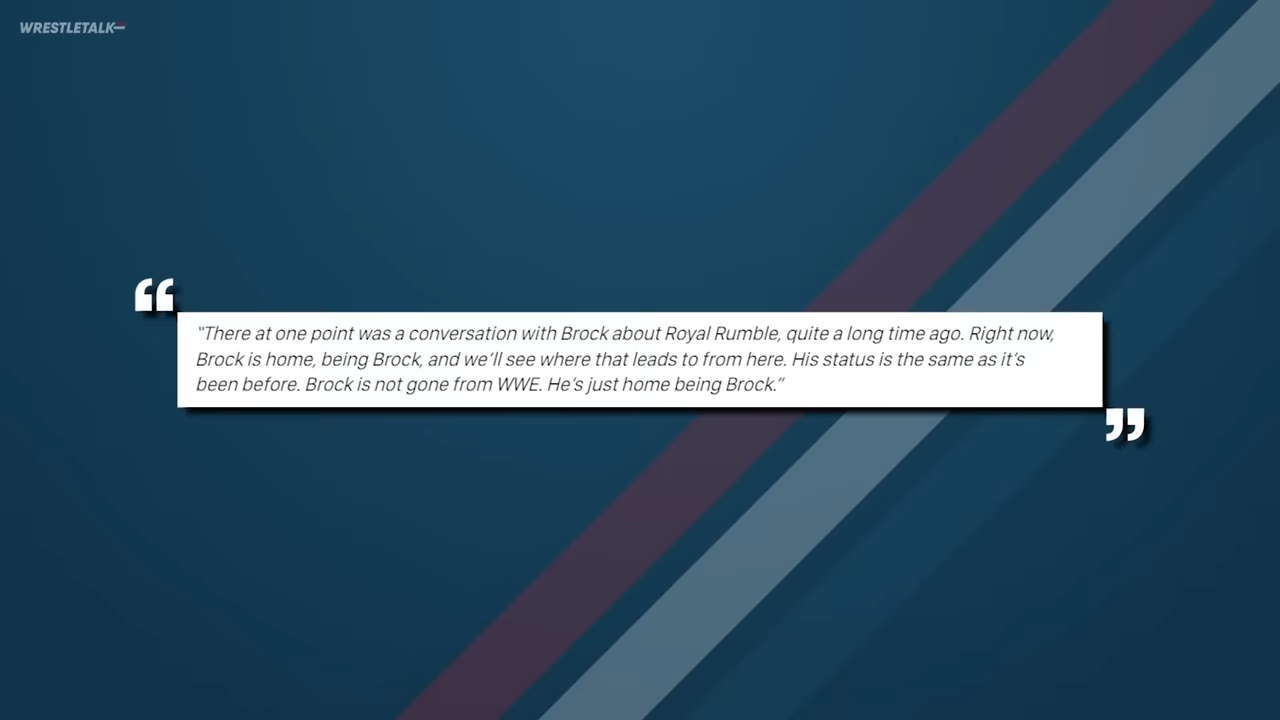 WRESTLETALK
“
“There at one point was a conversation with Brock about Royal Rumble, quite a long time ago. Right now,
Brock is home, being Brock, and we’ll see where that leads to from here. His status is the same as it’s
been before. Brock is not gone from WWE. He’s just home being Brock.”
”